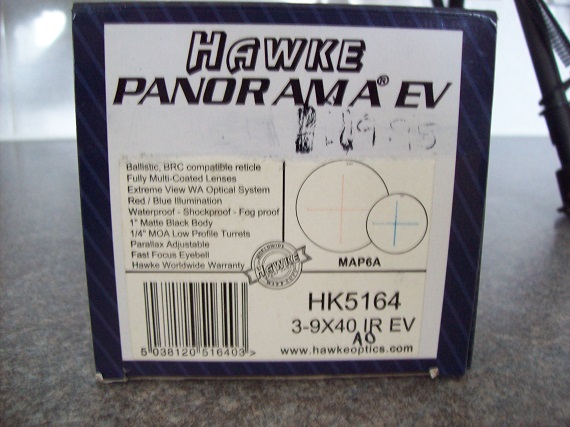 HAWKE
PANORAMA® EV
Ballistic, BRC compatible reticle
Fully Multi-Coated Lenses
Extreme View WA Optical System
Red / Blue Illumination
Waterproof - Shockproof - Fog proof
1" Matte Black Body
1/4" MOA Low Profile Turrets
Parallax Adjustable
Fast Focus Eyebell
Hawke Worldwide Warranty
WORLDWIDE
HAWKE
MAP6A
HK5164
3-9X40 IR EV
AO
5 038120 516403 >
www.hawkeoptics.com